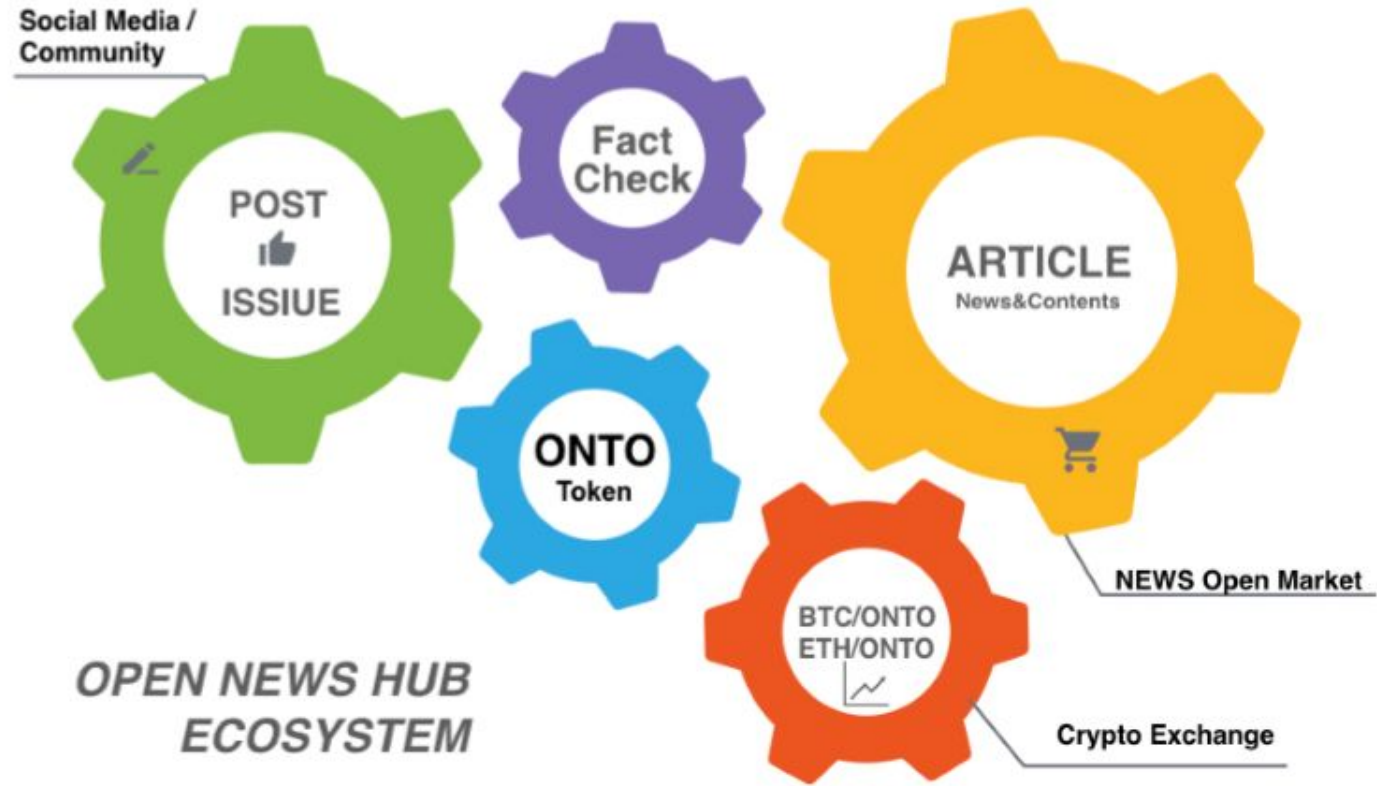 Social Media /
Community
POST
ISSIUE
Fact
Check
ARTICLE
News&Contents
ONTO
Token
BTC/ONTO
ETH/ONTO
NEWS Open Market
Crypto Exchange
OPEN NEWS HUB
ECOSYSTEM